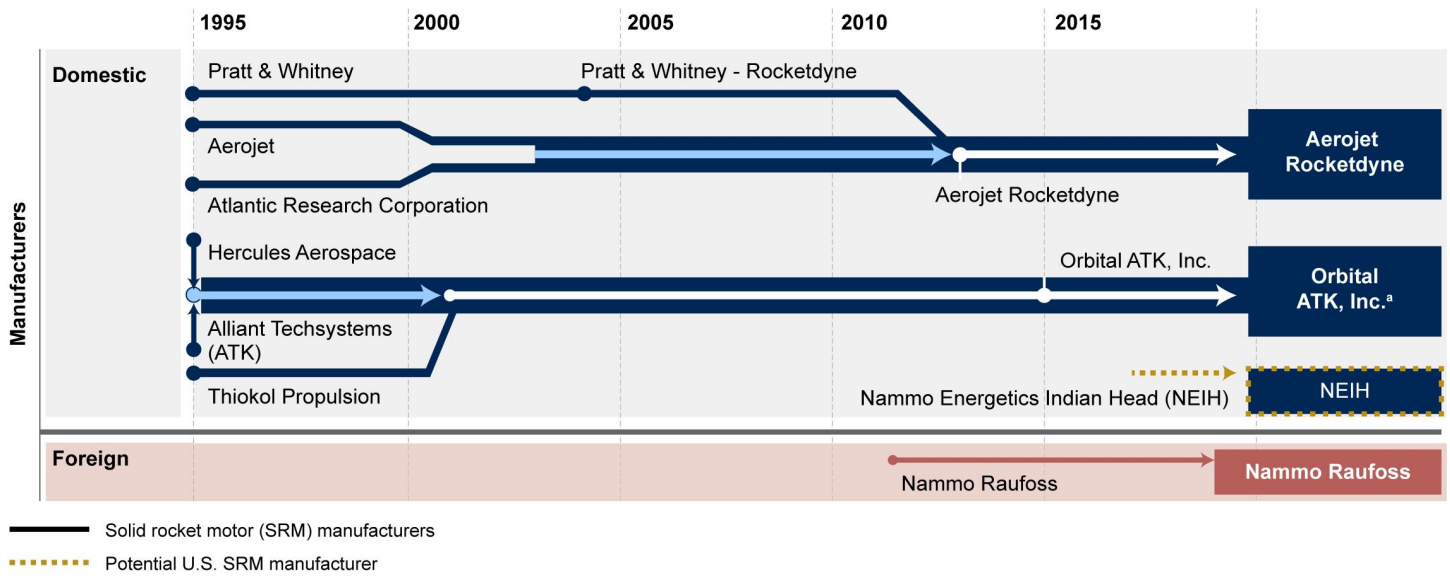 1995 2000 2005 2010 2015
Manufacturers
Domestic
Pratt & Whitney
Pratt & Whitney - Rocketdyne
Aerojet
Atlantic Research Corporation
Aerojet Rocketdyne
Aerojet
Rocketdyne
Hercules Aerospace
Orbital ATK, Inc.
Alliant Techsystems
(ATK)
Orbital
ATK, Inc.ᵃ
Thiokol Propulsion
Nammo Energetics Indian Head (NEIH)
NEIH
Foreign
Nammo Raufoss
Nammo Raufoss
Solid rocket motor (SRM) manufacturers
Potential U.S. SRM manufacturer